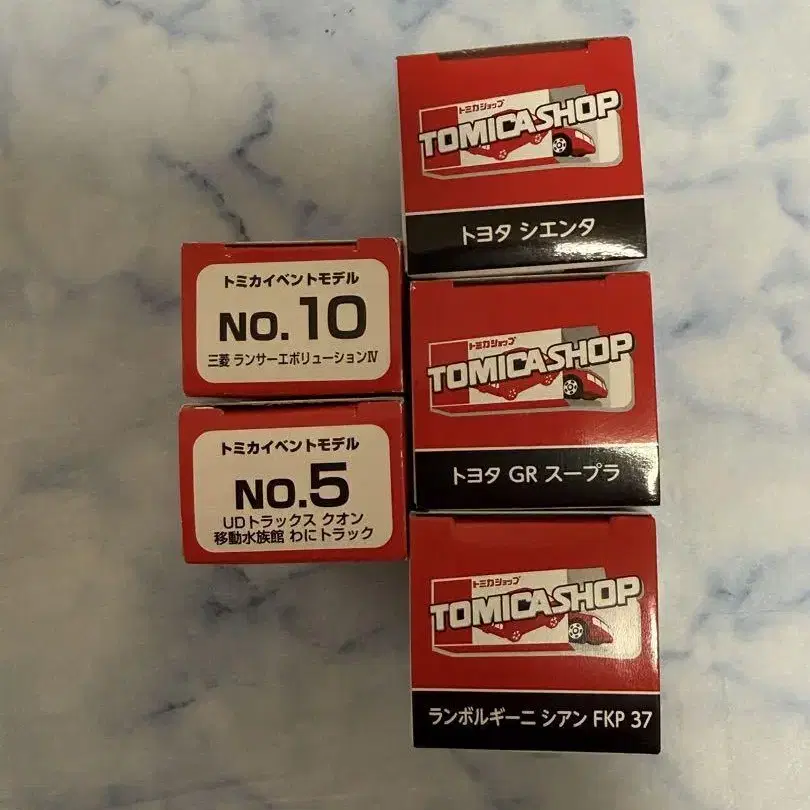 トミカショップ
TOMICA SHOP
トヨタ シエンタ
トミカイベントモデル
NO. 10
三菱 ランサーエボリューションⅣ
トミカショップ
TOMICA SHOP
トヨタ GR スープラ
トミカイベントモデル
NO.5
UDトラックス クオン
移動水族館 わにトラック
トミカショップ
TOMICA SHOP
ランボルギーニ シアン FKP 37